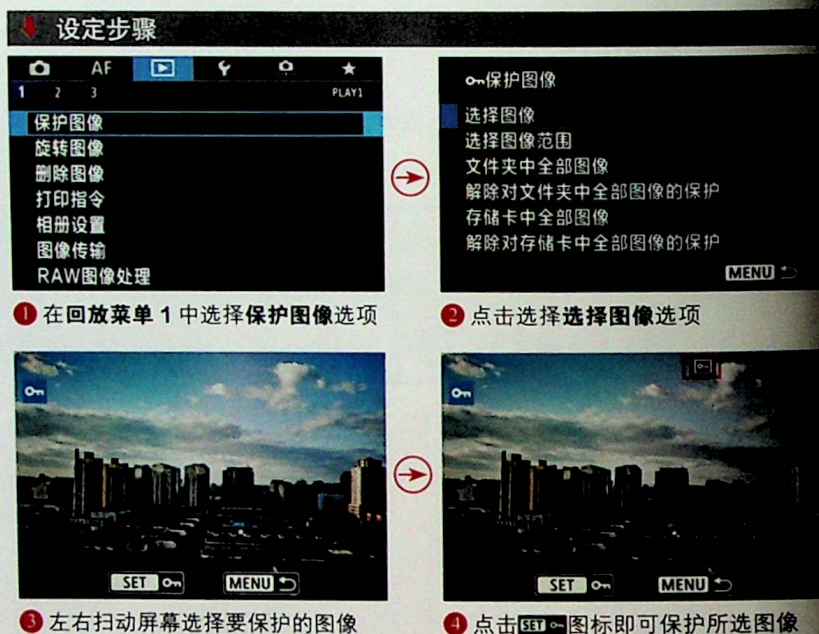 设定步骤
AF
1 2 3 PLAY1
保护图像
旋转图像
删除图像
打印指令
相册设置
图像传输
RAW图像处理
❶ 在回放菜单 1 中选择保护图像选项
保护图像
选择图像
选择图像范围
文件夹中全部图像
解除对文件夹中全部图像的保护
存储卡中全部图像
解除对存储卡中全部图像的保护
MENU
❷ 点击选择选择图像选项
SET MENU
❸ 左右扫动屏幕选择要保护的图像
SET MENU
❹ 点击SET图标即可保护所选图像